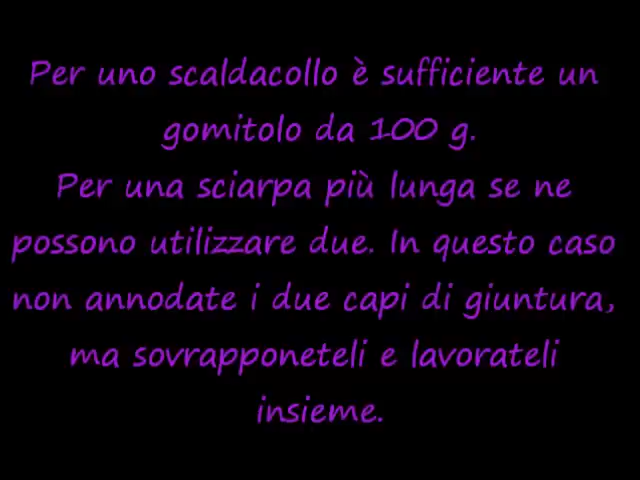 Per uno scaldacollo è sufficiente un
gomitolo da 100 g.
Per una sciarpa più lunga se ne
possono utilizzare due. In questo caso
non annodate i due capi di giuntura,
ma sovrapponeteli e lavorateli
insieme.